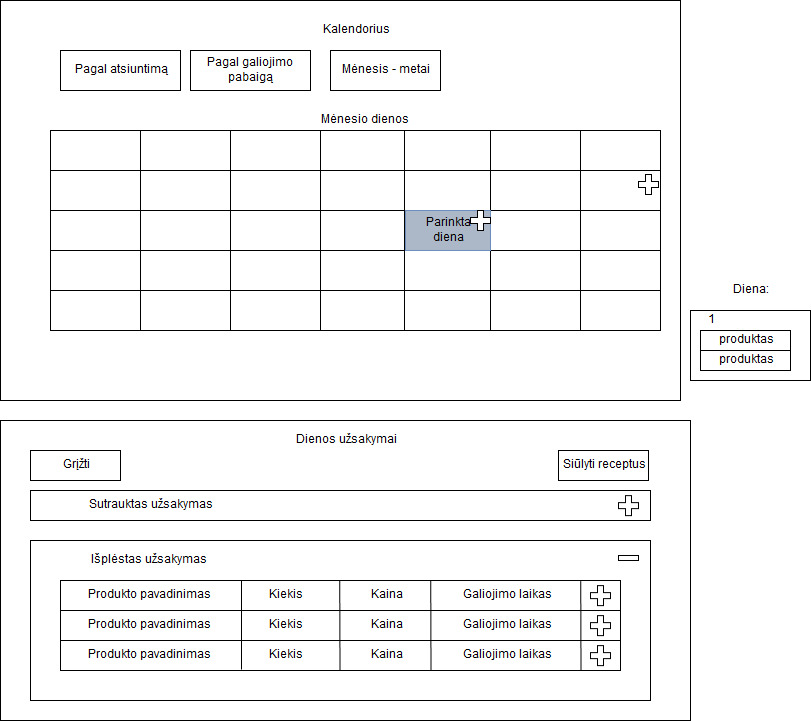 Kalendorius
Pagal atsiuntimą
Pagal galiojimo
pabaigą
Mėnesis - metai
Mėnesio dienos
Parinkta
diena
Diena:
1
produktas
produktas
Dienos užsakymai
Grįžti
Siūlyti receptus
Sutrauktas užsakymas
Išplėstas užsakymas
Produkto pavadinimas Kiekis Kaina Galiojimo laikas
Produkto pavadinimas Kiekis Kaina Galiojimo laikas
Produkto pavadinimas Kiekis Kaina Galiojimo laikas